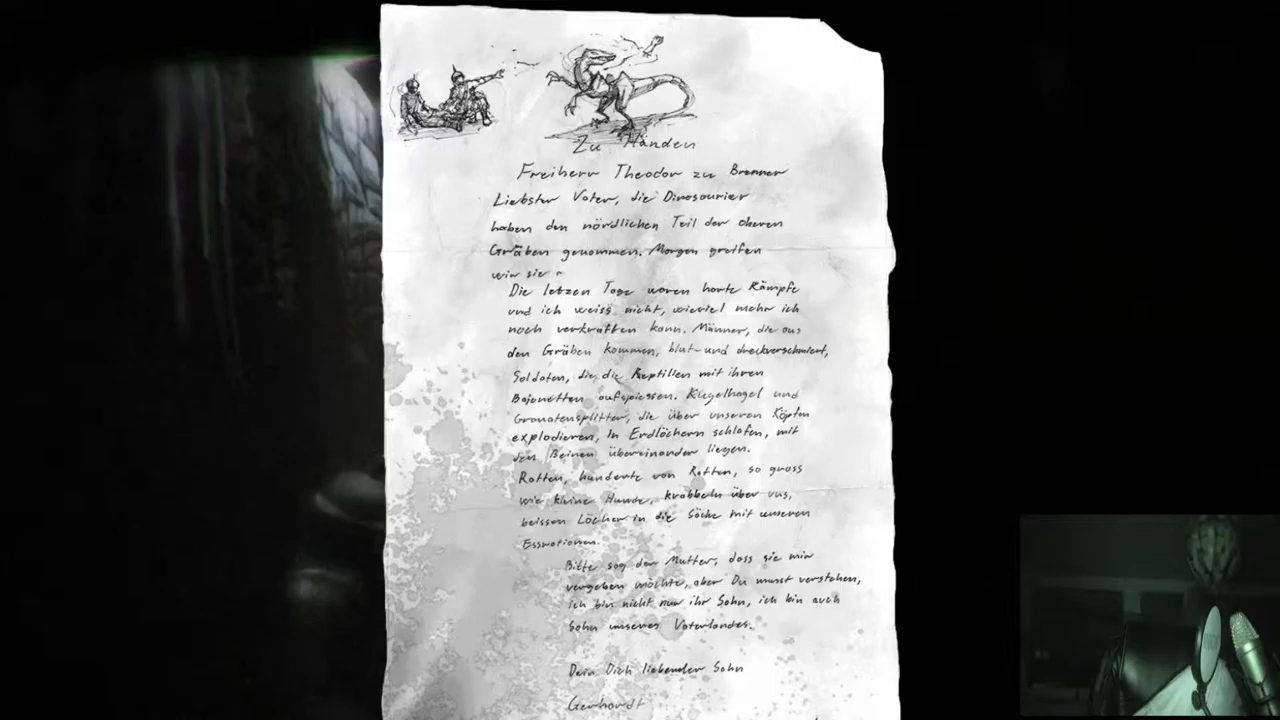 Zu Händen
Freiherr Theodor zu Brenner
Liebster Vater, die Dinosaurier
haben den nördlichen Teil der oberen
Gräben genommen. Morgen greifen
wir sie
Die letzen Tage waren harte Kämpfe
und ich weiss nicht, wieviel mehr ich
noch verkraften kann. Männer, die aus
den Gräben kommen, blut- und dreckverschmiert,
Soldaten, die die Reptilien mit ihren
Bajonetten aufspiessen. Kugelhagel und
Granatensplitter, die über unseren Köpfen
explodieren, In Erdlöchern schlafen, mit
den Beinen übereinander liegen.
Ratten, hunderte von Ratten, so gross
wie kleine Hunde, krabbeln über uns,
beissen Löcher in die Säcke mit unseren
Essrationen.
Bitte sag der Mutter, dass sie mir
vergeben möchte, aber Du musst verstehen,
ich bin nicht nur ihr Sohn, ich bin auch
Sohn unseres Vaterlandes.
Dein Dich liebender Sohn
Gerhardt